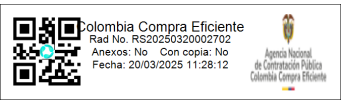 Colombia Compra Eficiente
Rad No. RS20250320002702
Anexos: No Con copia: No
Fecha: 20/03/2025 11:28:12
Agencia Nacional
de Contratación Pública
Colombia Compra Eficiente